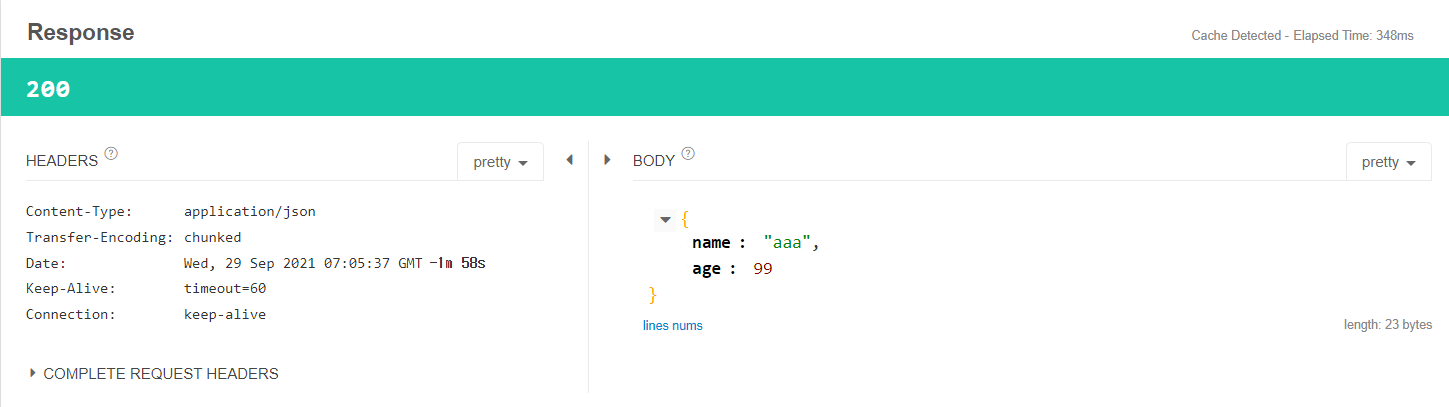 Response
Cache Detected - Elapsed Time: 348ms
200
HEADERS ?
pretty
Content-Type: application/json
Transfer-Encoding: chunked
Date: Wed, 29 Sep 2021 07:05:37 GMT -1m 58s
Keep-Alive: timeout=60
Connection: keep-alive
COMPLETE REQUEST HEADERS
BODY ?
pretty
{
name : "aaa",
age : 99
}
lines nums
length: 23 bytes